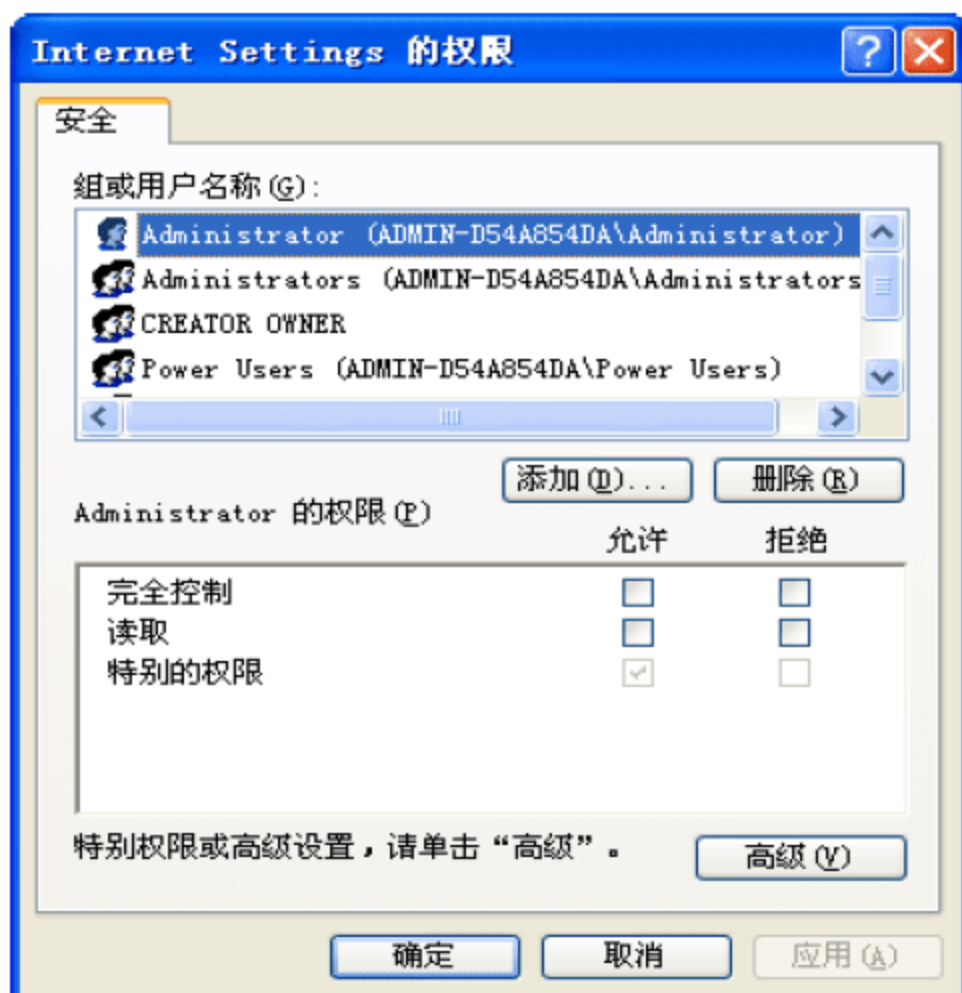 Internet Settings 的权限
安全
组或用户名称(G):
Administrator (ADMIN-D54A854DA\Administrator)
Administrators (ADMIN-D54A854DA\Administrators
CREATOR OWNER
Power Users (ADMIN-D54A854DA\Power Users)
添加(D)... 删除(R)
Administrator 的权限(P) 允许 拒绝
完全控制
读取
特别的权限
特别权限或高级设置，请单击“高级”。 高级(V)
确定 取消 应用(A)